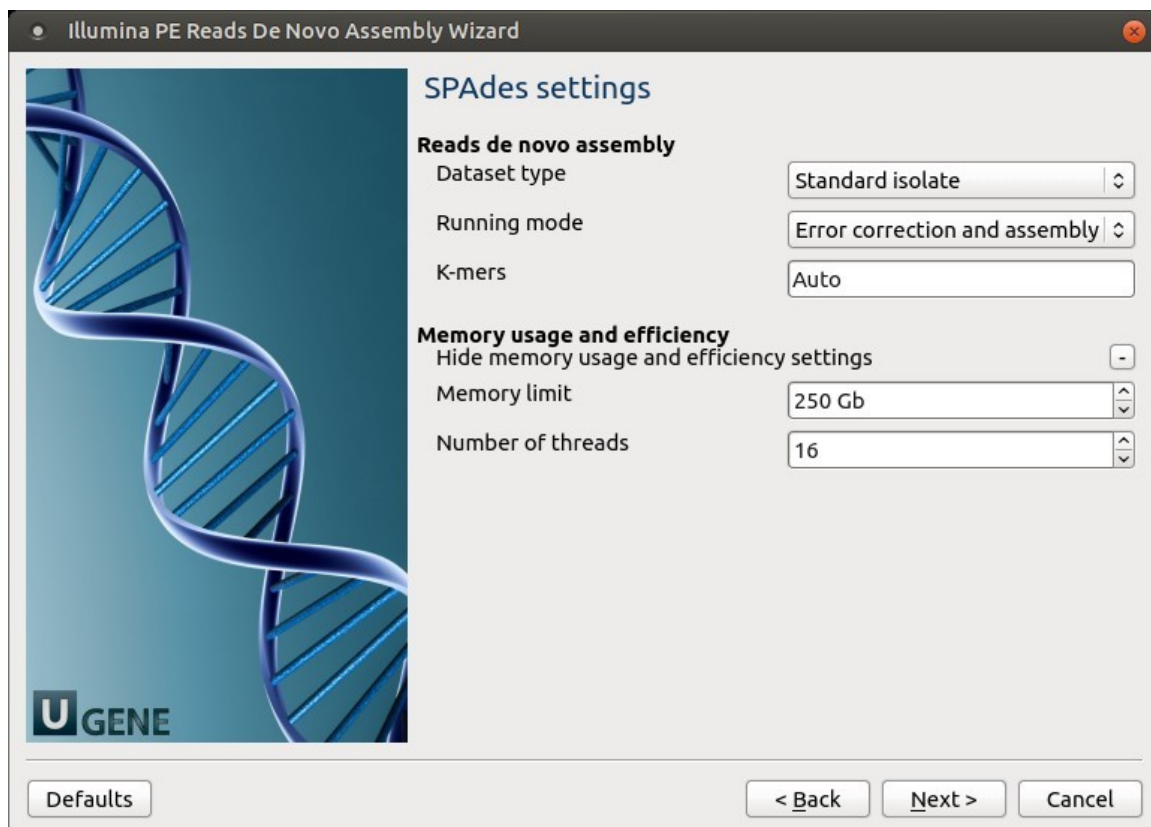 Illumina PE Reads De Novo Assembly Wizard
SPAdes settings
Reads de novo assembly
Dataset type
Standard isolate
Running mode
Error correction and assembly
K-mers
Auto
Memory usage and efficiency
Hide memory usage and efficiency settings
-
Memory limit
250 Gb
Number of threads
16
U GENE
Defaults
< Back
Next >
Cancel